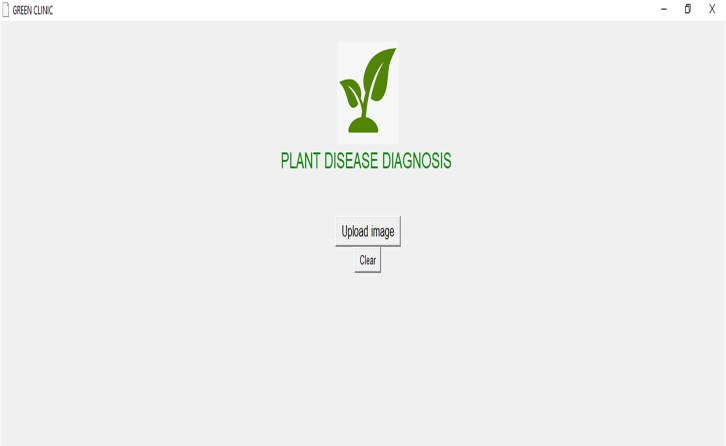 GREEN CLINIC
PLANT DISEASE DIAGNOSIS
Upload image
Clear